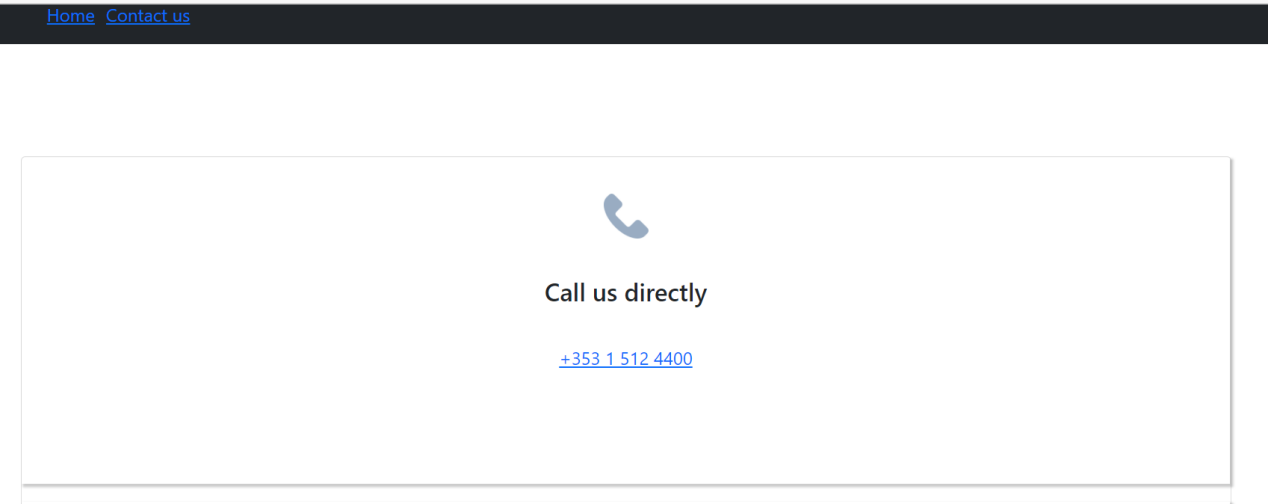 Home Contact us
Call us directly
+353 1 512 4400